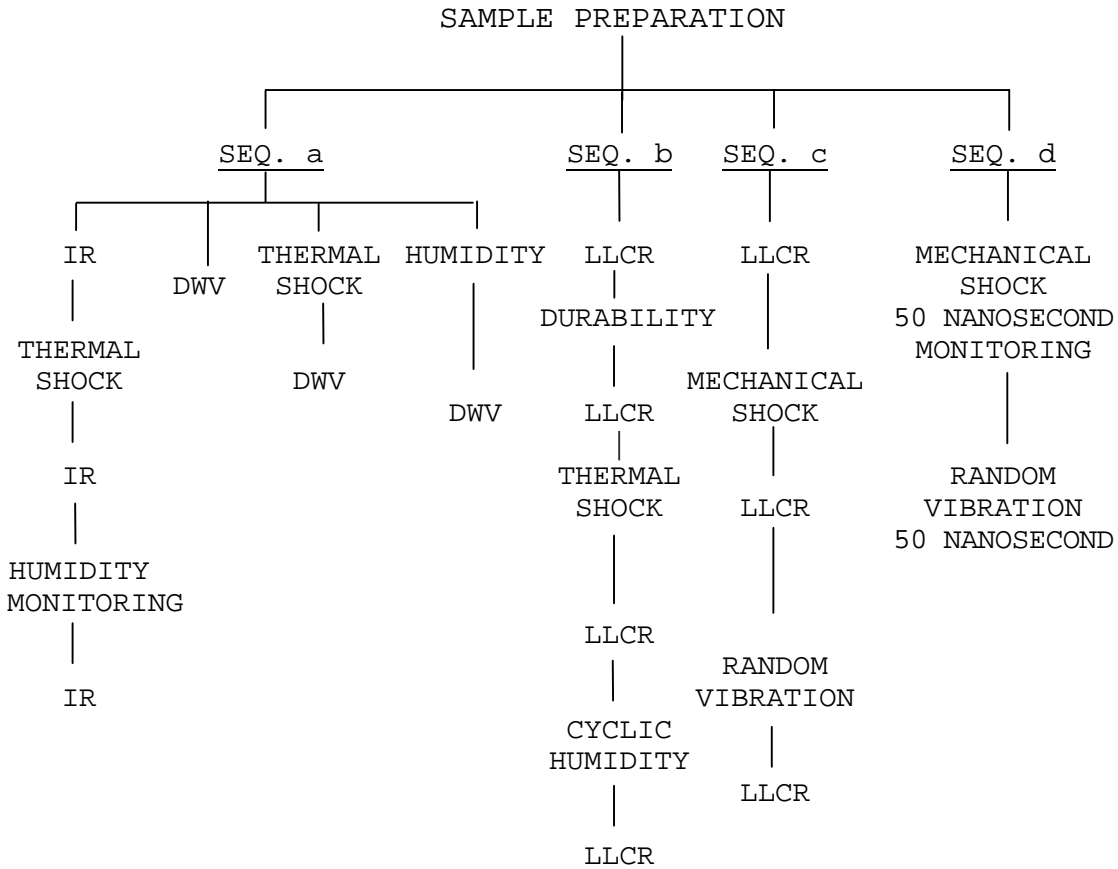 SAMPLE PREPARATION
SEQ. a
SEQ. b
SEQ. c
SEQ. d
IR
THERMAL
SHOCK
IR
HUMIDITY
MONITORING
IR
DWV
THERMAL
SHOCK
DWV
HUMIDITY
DWV
LLCR
DURABILITY
LLCR
THERMAL
SHOCK
LLCR
CYCLIC
HUMIDITY
LLCR
LLCR
MECHANICAL
SHOCK
LLCR
RANDOM
VIBRATION
LLCR
MECHANICAL
SHOCK
50 NANOSECOND
MONITORING
RANDOM
VIBRATION
50 NANOSECOND